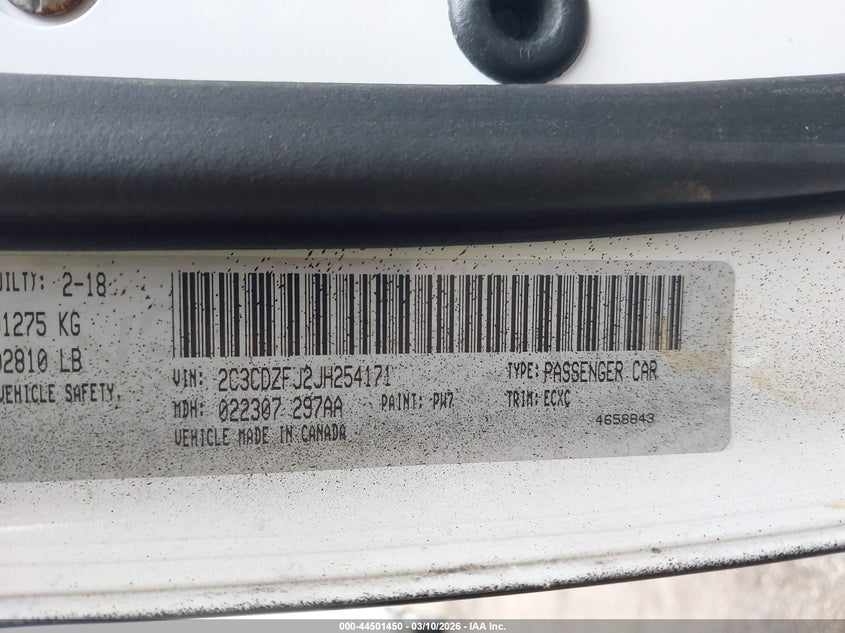 UILTY: 2-18
1275 KG
02810 LB
VEHICLE SAFETY,
VIN: 2C3CDZFJ2JH254171 TYPE: PASSENGER CAR
MDH: 022307 297AA PAINT: PW7 TRIM: ECXC
VEHICLE MADE IN CANADA 4658843
000-44501450 | 03/10/2026 - IAA Inc.